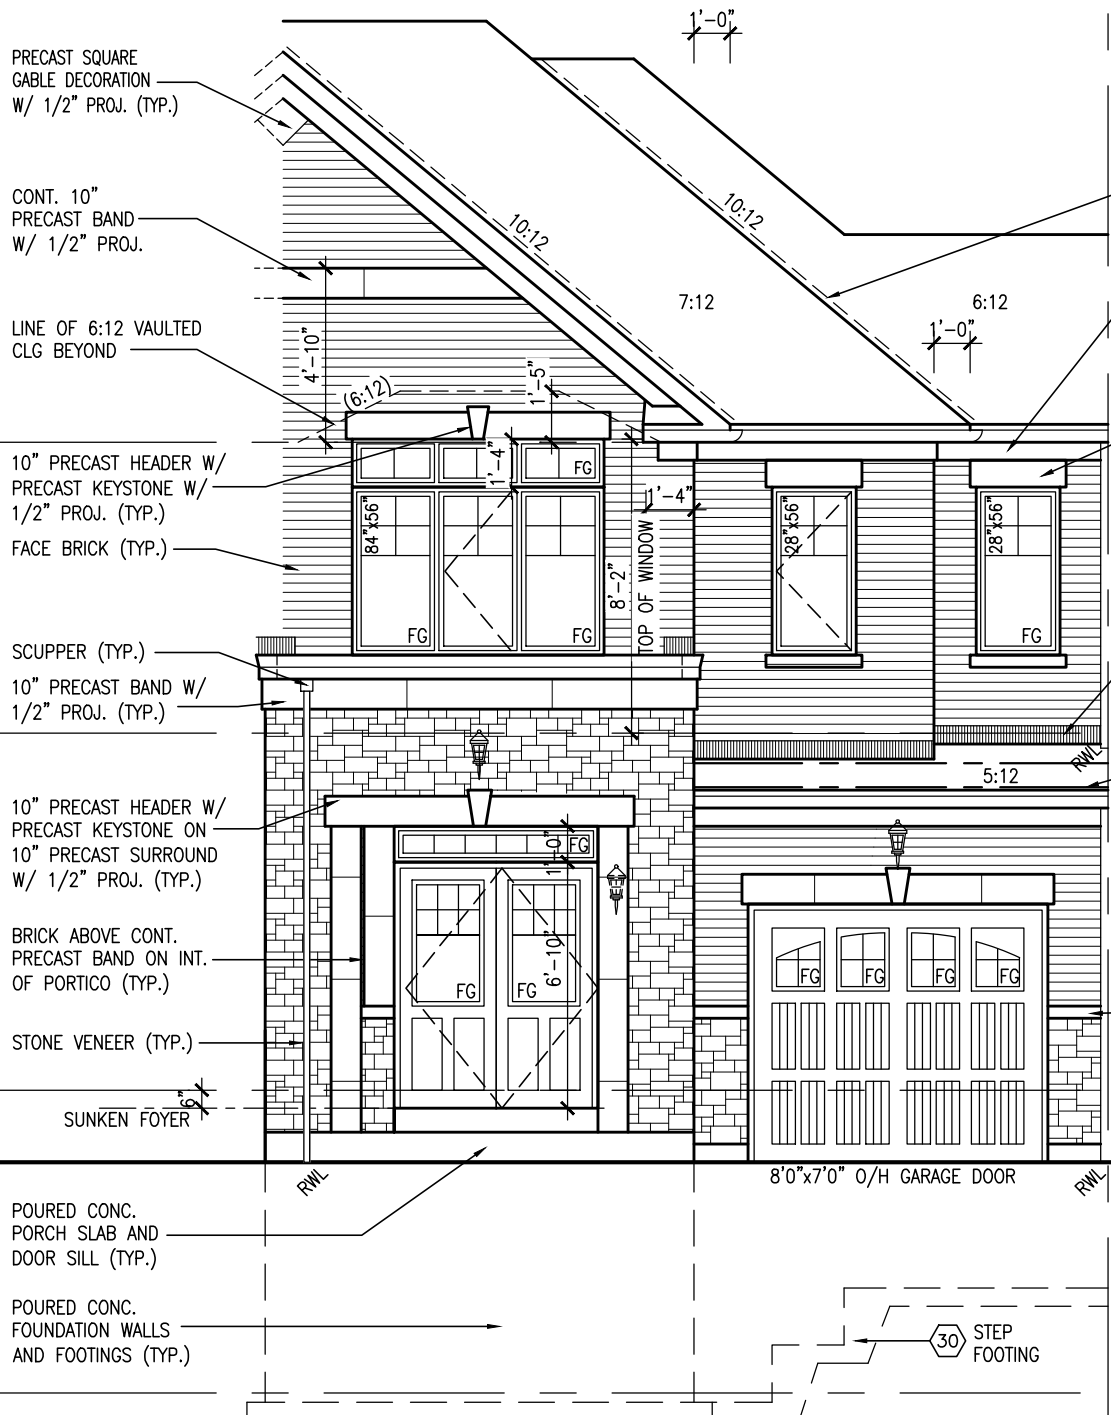 1'-0"
PRECAST SQUARE
GABLE DECORATION
W/ 1/2" PROJ. (TYP.)
CONT. 10"
PRECAST BAND
W/ 1/2" PROJ.
10:12
10:12
7:12
6:12
1'-0"
LINE OF 6:12 VAULTED
CLG BEYOND
4'-10"
(6:12)
1'-5"
10" PRECAST HEADER W/
PRECAST KEYSTONE W/
1/2" PROJ. (TYP.)
1'-4"
FG
1'-4"
84"x56"
28"x56"
28"x56"
FACE BRICK (TYP.)
8'-2"
TOP OF WINDOW
FG
FG
FG
SCUPPER (TYP.)
10" PRECAST BAND W/
1/2" PROJ. (TYP.)
RWL
5:12
10" PRECAST HEADER W/
PRECAST KEYSTONE ON
10" PRECAST SURROUND
W/ 1/2" PROJ. (TYP.)
1'-0"
FG
BRICK ABOVE CONT.
PRECAST BAND ON INT.
OF PORTICO (TYP.)
6'-10"
FG
FG
FG
FG
FG
FG
STONE VENEER (TYP.)
6"
SUNKEN FOYER
8'0"x7'0" O/H GARAGE DOOR
RWL
RWL
POURED CONC.
PORCH SLAB AND
DOOR SILL (TYP.)
POURED CONC.
FOUNDATION WALLS
AND FOOTINGS (TYP.)
30 STEP
FOOTING